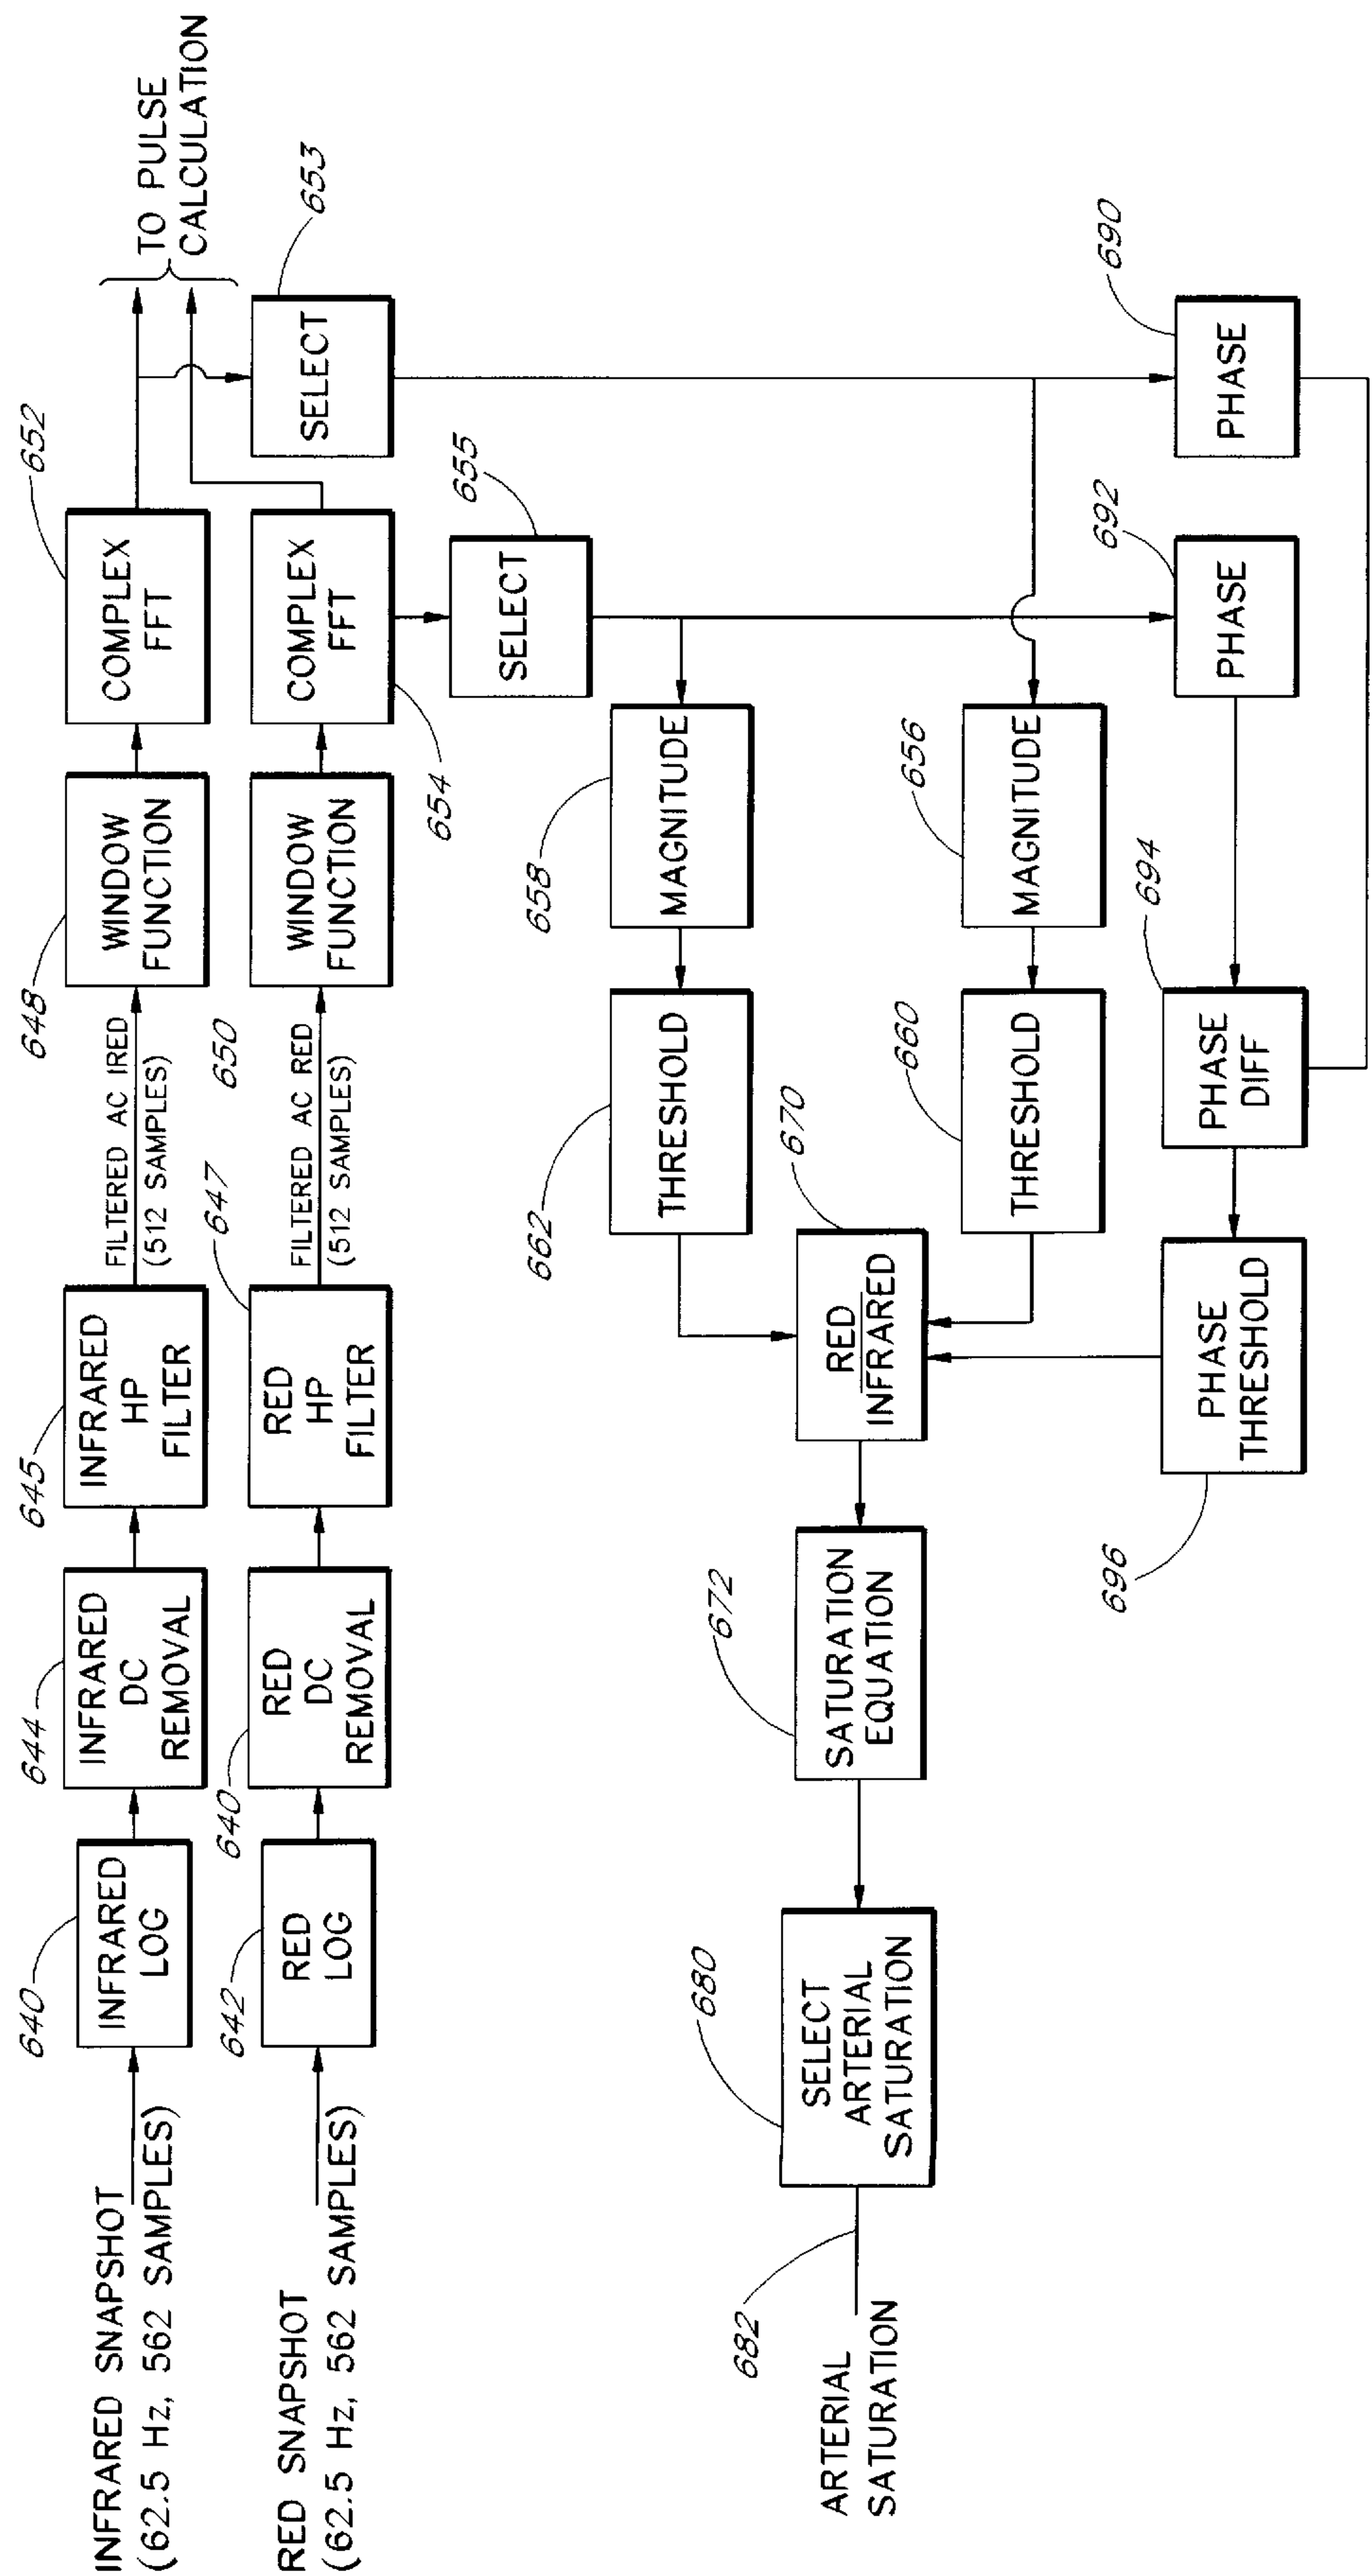 INFRARED SNAPSHOT
(62.5 Hz, 562 SAMPLES)
640
INFRARED
LOG
644
INFRARED
DC
REMOVAL
645
INFRARED
HP
FILTER
FILTERED AC IRED
(512 SAMPLES)
648
WINDOW
FUNCTION
652
COMPLEX
FFT
TO PULSE
CALCULATION
RED SNAPSHOT
(62.5 Hz, 562 SAMPLES)
642
RED
LOG
640
RED
DC
REMOVAL
647
RED
HP
FILTER
650
FILTERED AC RED
(512 SAMPLES)
WINDOW
FUNCTION
654
COMPLEX
FFT
653
SELECT
655
SELECT
658
MAGNITUDE
662
THRESHOLD
656
MAGNITUDE
660
THRESHOLD
670
RED
INFRARED
672
SATURATION
EQUATION
680
SELECT
ARTERIAL
SATURATION
682
ARTERIAL
SATURATION
690
PHASE
692
PHASE
694
PHASE
DIFF
696
PHASE
THRESHOLD